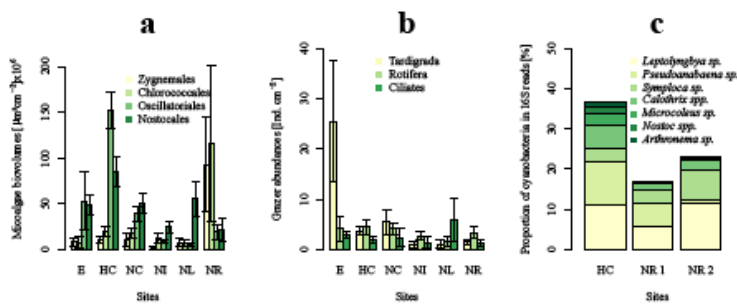 a
b
c
Microalgae biovolumes [µm³cm⁻²]x10⁶
200
150
100
50
0
Zygnemales
Chlorococcales
Oscillatoriales
Nostocales
E HC NC NI NL NR
Sites
Grazer abundances [Ind. cm⁻²]
40
30
20
10
0
Tardigrada
Rotifera
Ciliates
E HC NC NI NL NR
Sites
Proportion of cyanobacteria in 16S reads [%]
50
40
30
20
10
0
Leptolyngbya sp.
Pseudoanabaena sp.
Symploca sp.
Calothrix spp.
Microcoleus sp.
Nostoc spp.
Arthronema sp.
HC NR 1 NR 2
Sites